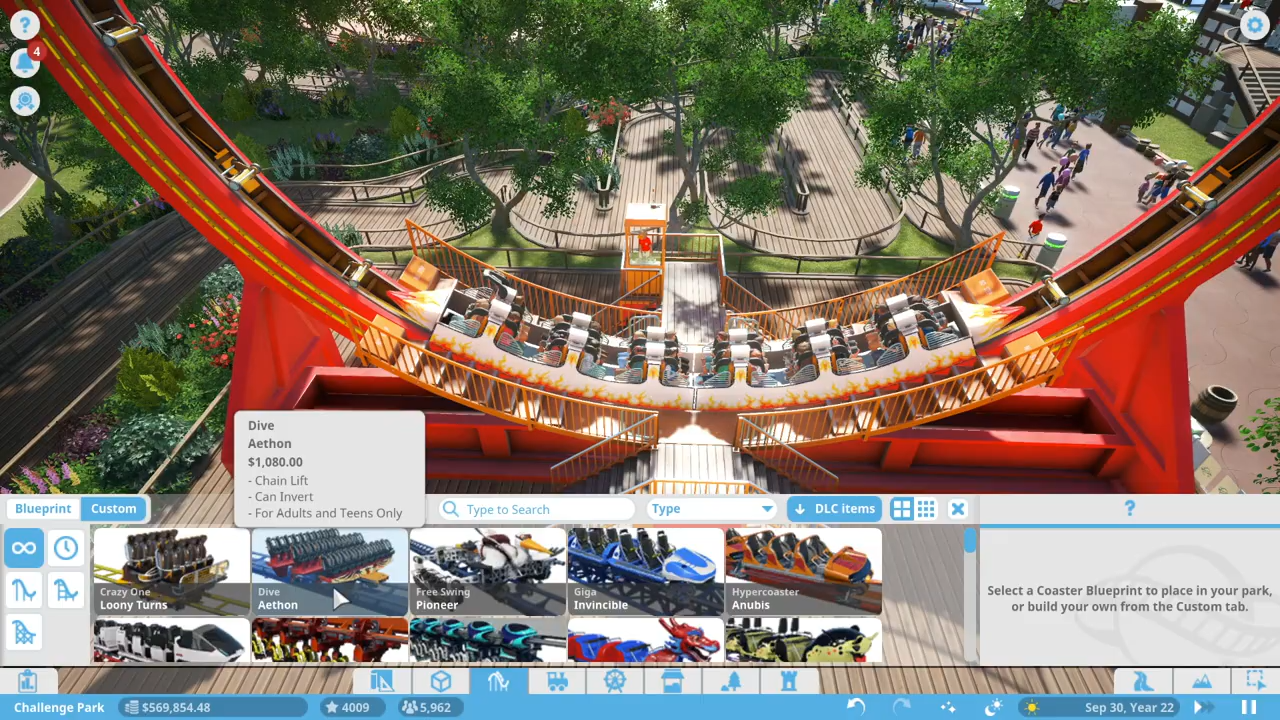 ?
4
Dive
Aethon
$1,080.00
- Chain Lift
- Can Invert
- For Adults and Teens Only
Blueprint
Custom
Type to Search
Type
DLC items
?
Crazy One
Loony Turns
Dive
Aethon
Free Swing
Pioneer
Giga
Invincible
Hypercoaster
Anubis
Select a Coaster Blueprint to place in your park,
or build your own from the Custom tab.
Challenge Park
$569,854.48
4009
5,962
Sep 30, Year 22